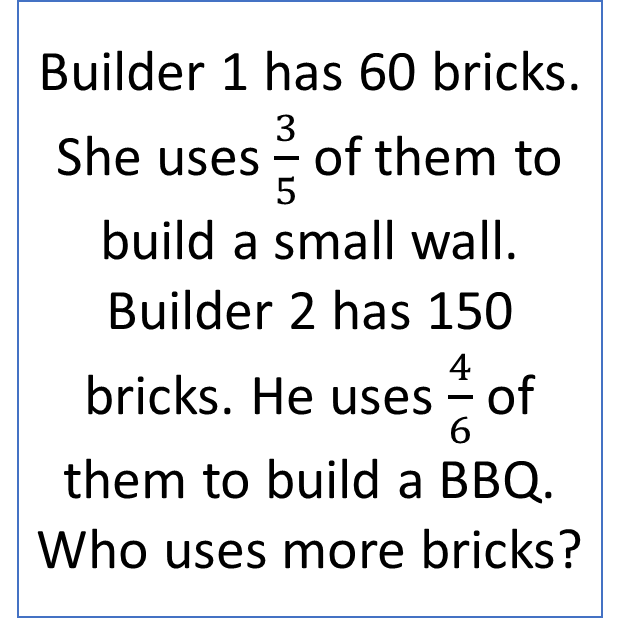 Builder 1 has 60 bricks.
She uses 3/5 of them to
build a small wall.
Builder 2 has 150
bricks. He uses 4/6 of
them to build a BBQ.
Who uses more bricks?